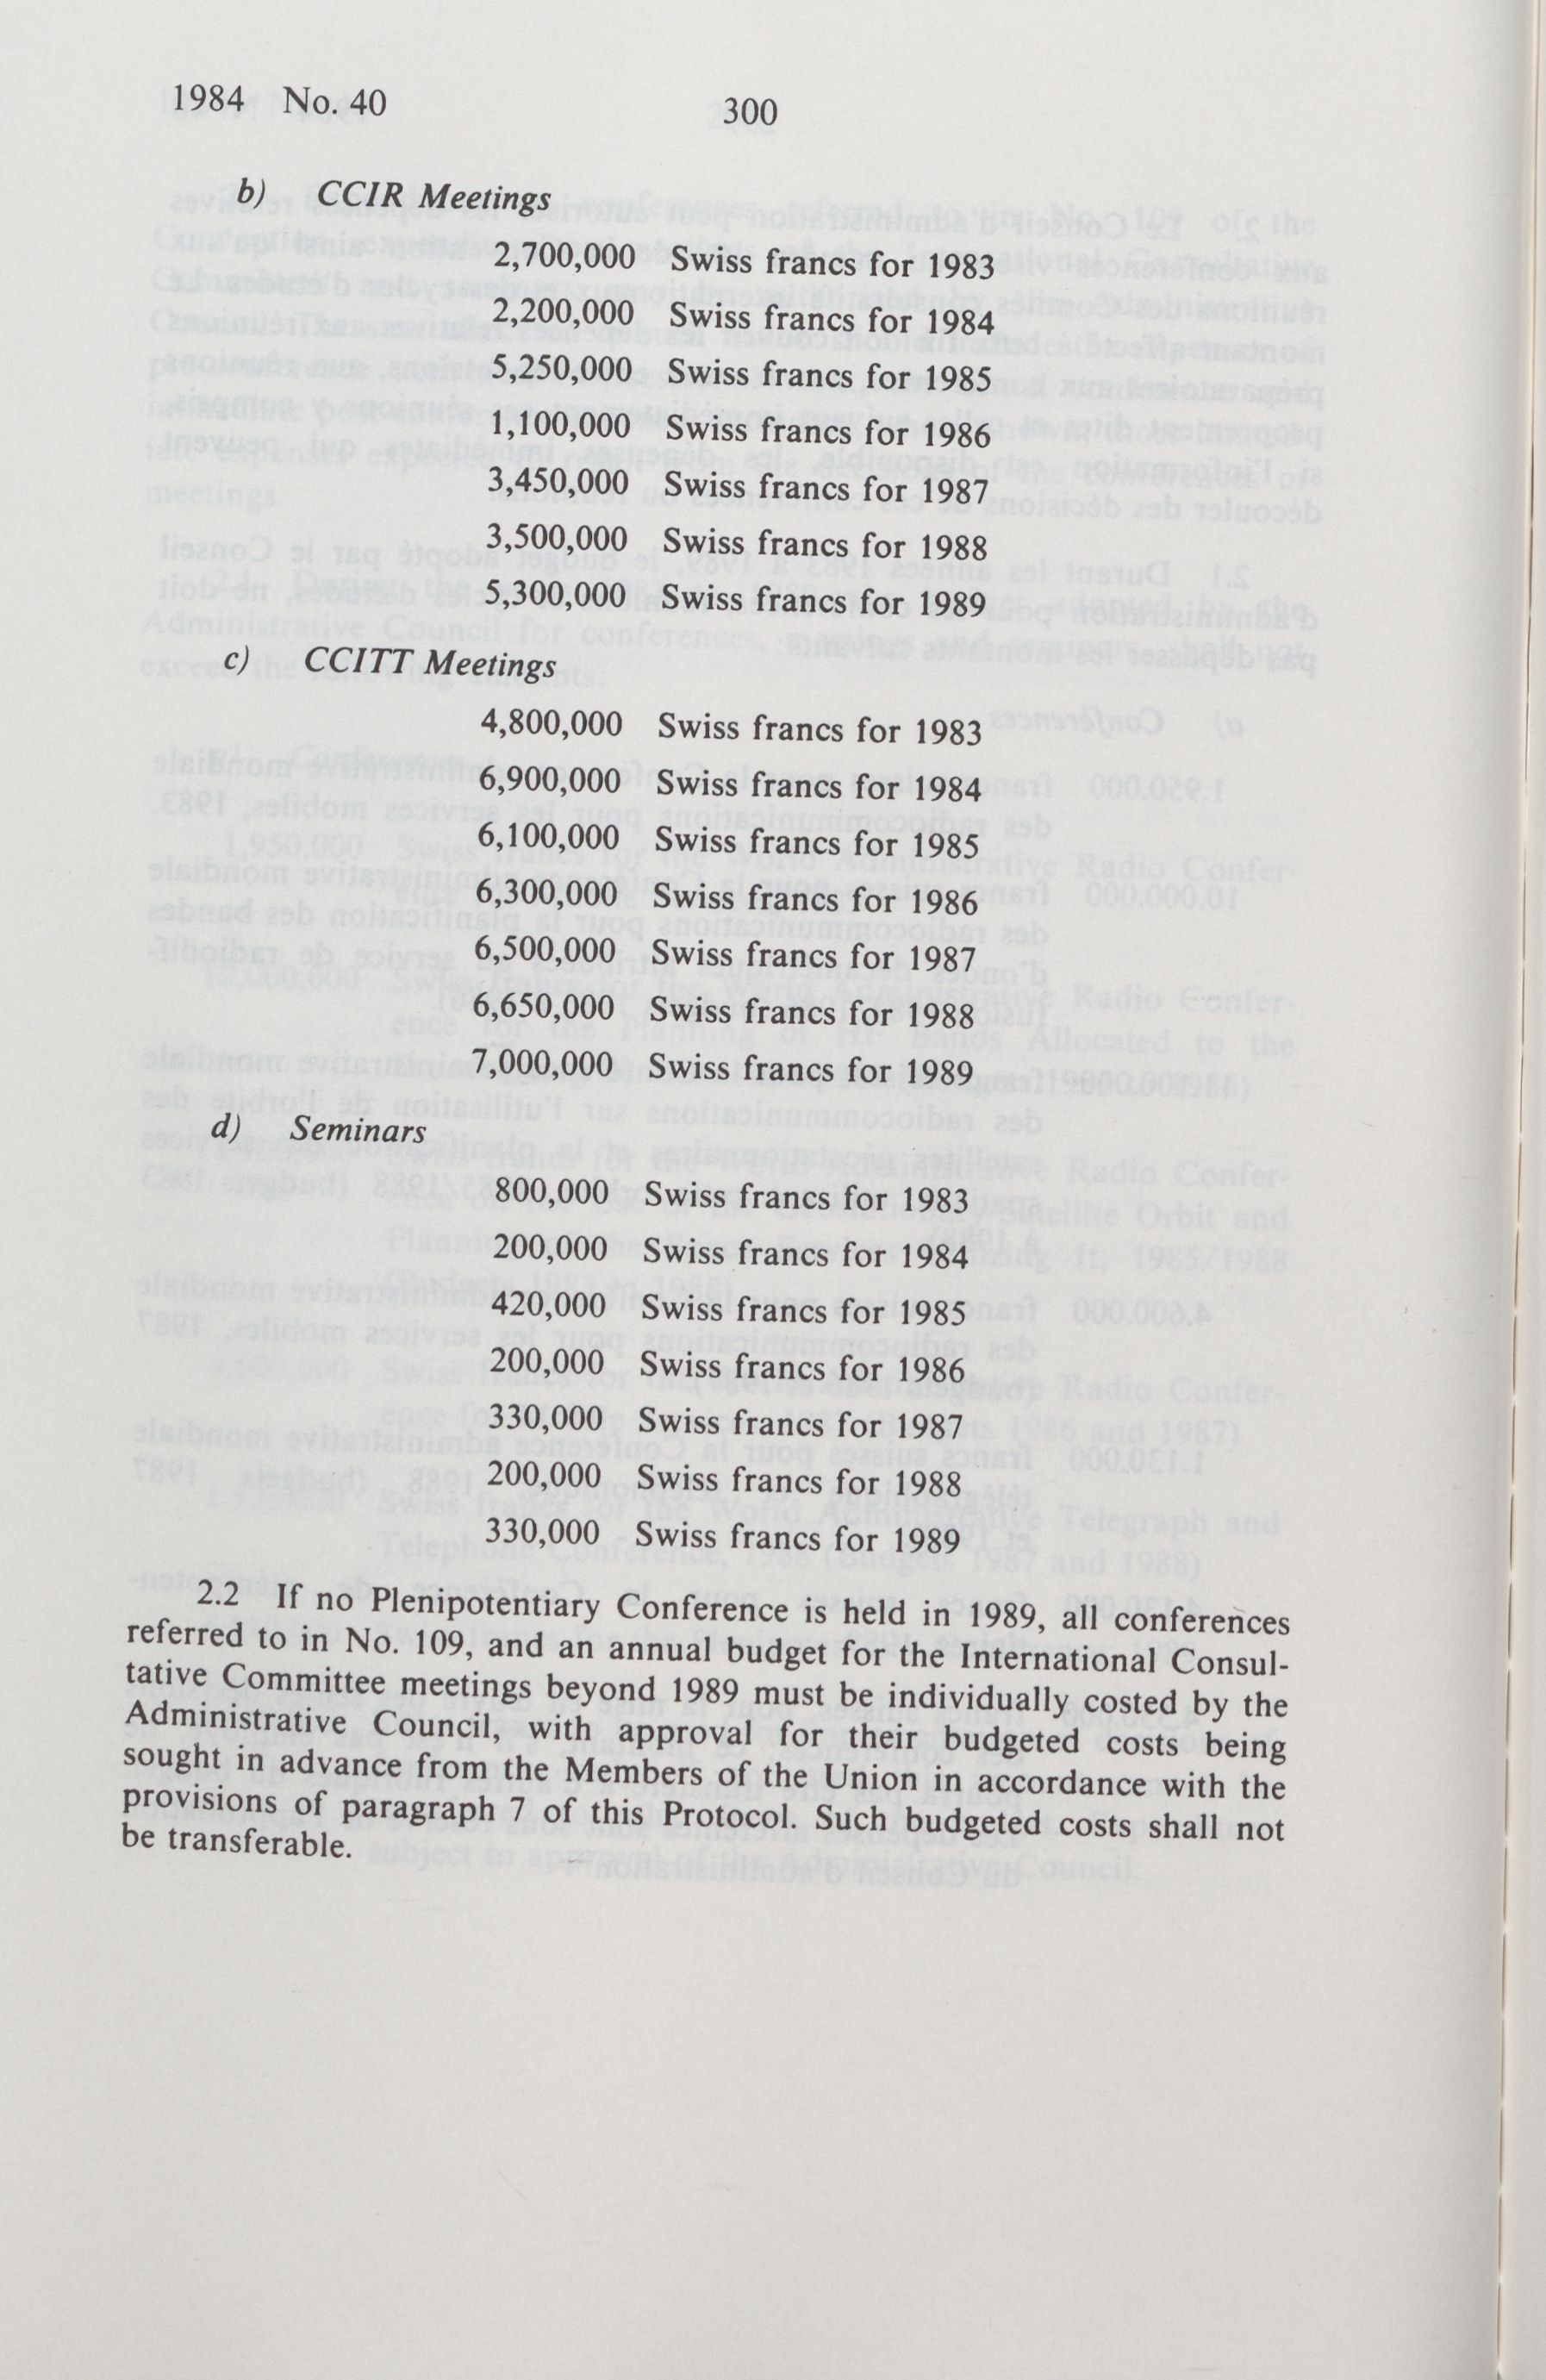 1984 No. 40
300
b) CCIR Meetings
2,700,000 Swiss francs for 1983
2,200,000 Swiss francs for 1984
5,250,000 Swiss francs for 1985
1,100,000 Swiss francs for 1986
3,450,000 Swiss francs for 1987
3,500,000 Swiss francs for 1988
5,300,000 Swiss francs for 1989
c) CCITT Meetings
4,800,000 Swiss francs for 1983
6,900,000 Swiss francs for 1984
6,100,000 Swiss francs for 1985
6,300,000 Swiss francs for 1986
6,500,000 Swiss francs for 1987
6,650,000 Swiss francs for 1988
7,000,000 Swiss francs for 1989
d) Seminars
800,000 Swiss francs for 1983
200,000 Swiss francs for 1984
420,000 Swiss francs for 1985
200,000 Swiss francs for 1986
330,000 Swiss francs for 1987
200,000 Swiss francs for 1988
330,000 Swiss francs for 1989
2.2 If no Plenipotentiary Conference is held in 1989, all conferences
referred to in No. 109, and an annual budget for the International Consul-
tative Committee meetings beyond 1989 must be individually costed by the
Administrative Council, with approval for their budgeted costs being
sought in advance from the Members of the Union in accordance with the
provisions of paragraph 7 of this Protocol. Such budgeted costs shall not
be transferable.